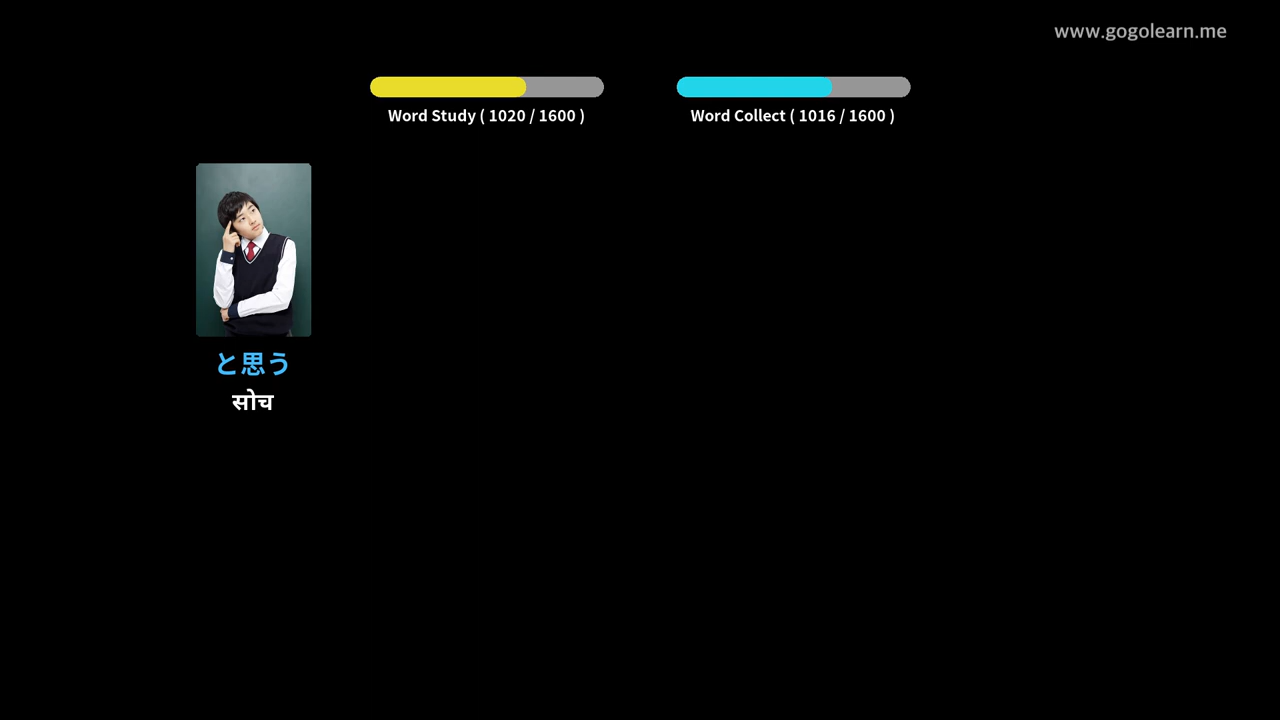 www.gogolearn.me
Word Study ( 1020 / 1600 )
Word Collect ( 1016 / 1600 )
と思う
सोच